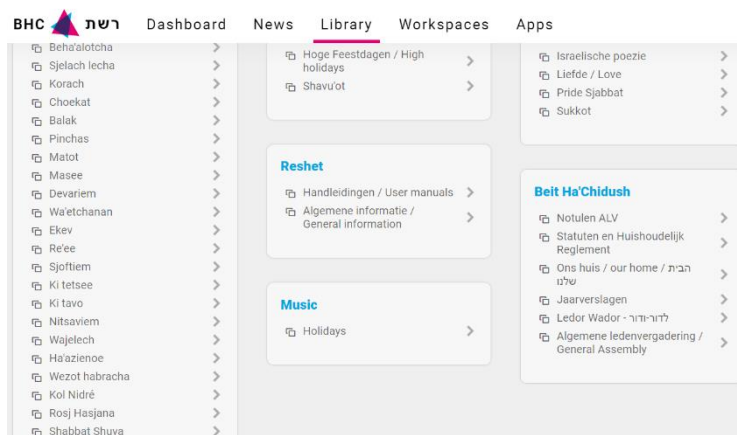 BHC רשת Dashboard News Library Workspaces Apps
Beha'alotcha
Sjelach lecha
Korach
Choekat
Balak
Pinchas
Matot
Masee
Devariem
Wa'etchanan
Ekev
Re'ee
Sjoftiem
Ki tetsee
Ki tavo
Nitsaviem
Wajelech
Ha'azienoe
Wezot habracha
Kol Nidré
Rosj Hasjana
Shabbat Shuva
Hoge Feestdagen / High
holidays
Shavu'ot
Reshet
Handleidingen / User manuals
Algemene informatie /
General information
Music
Holidays
Israelische poezie
Liefde / Love
Pride Sjabbat
Sukkot
Beit Ha'Chidush
Notulen ALV
Statuten en Huishoudelijk
Reglement
Ons huis / our home / הבית
שלנו
Jaarverslagen
Ledor Wador - לדור-ודור
Algemene ledenvergadering /
General Assembly